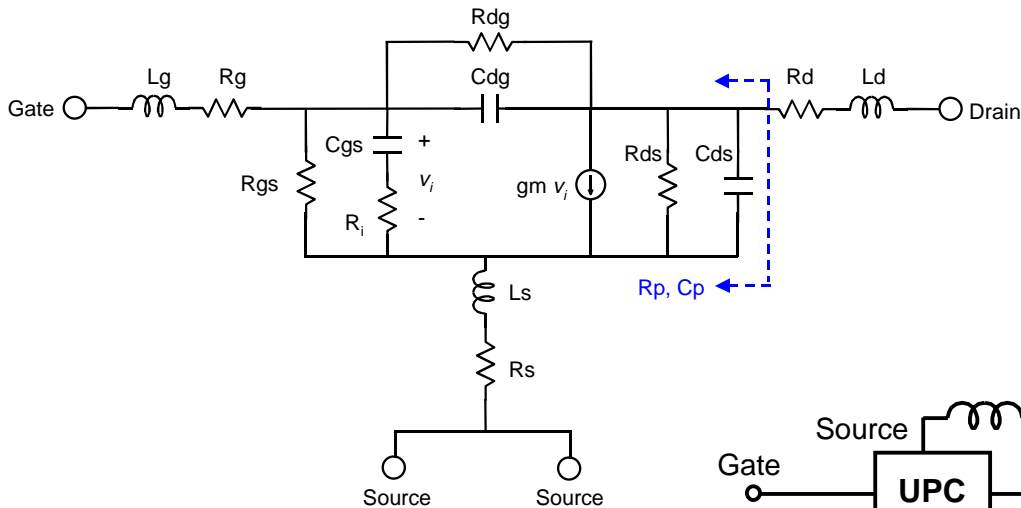 Rdg
Lg Rg Cdg Rd Ld
Gate Drain
Cgs + Rds Cds
Rgs vi gm vi
Ri -
Ls Rp, Cp
Rs
Source
Gate
UPC
Source Source